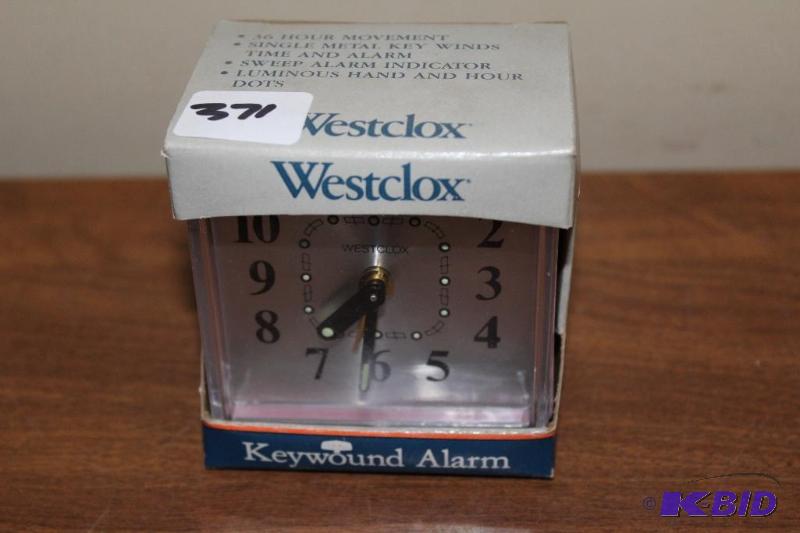 • 36 HOUR MOVEMENT
• SINGLE METAL KEY WINDS
TIME AND ALARM
• SWEEP ALARM INDICATOR
• LUMINOUS HAND AND HOUR
DOTS
371
Westclox
Westclox
10
2
WESTCLOX
9
3
8
4
7
6
5
Keywound Alarm
© K-BID